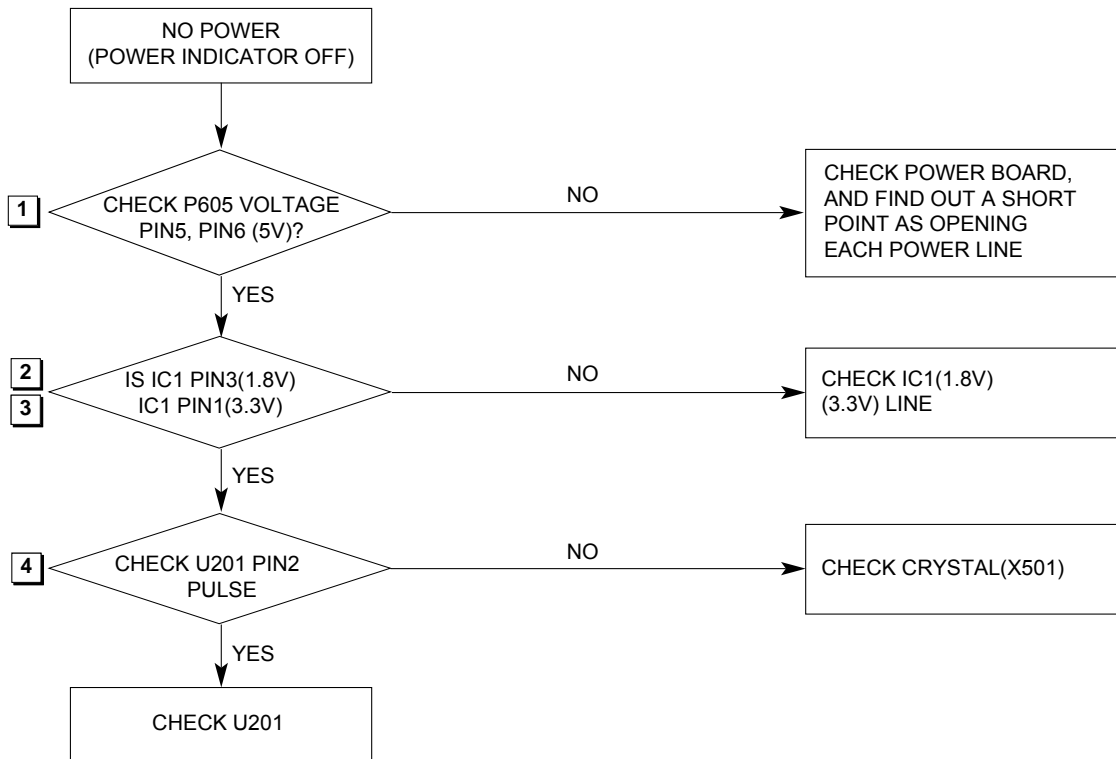 NO POWER
(POWER INDICATOR OFF)
1
CHECK P605 VOLTAGE
PIN5, PIN6 (5V)?
NO
CHECK POWER BOARD,
AND FIND OUT A SHORT
POINT AS OPENING
EACH POWER LINE
YES
2
3
IS IC1 PIN3(1.8V)
IC1 PIN1(3.3V)
NO
CHECK IC1(1.8V)
(3.3V) LINE
YES
4
CHECK U201 PIN2
PULSE
NO
CHECK CRYSTAL(X501)
YES
CHECK U201